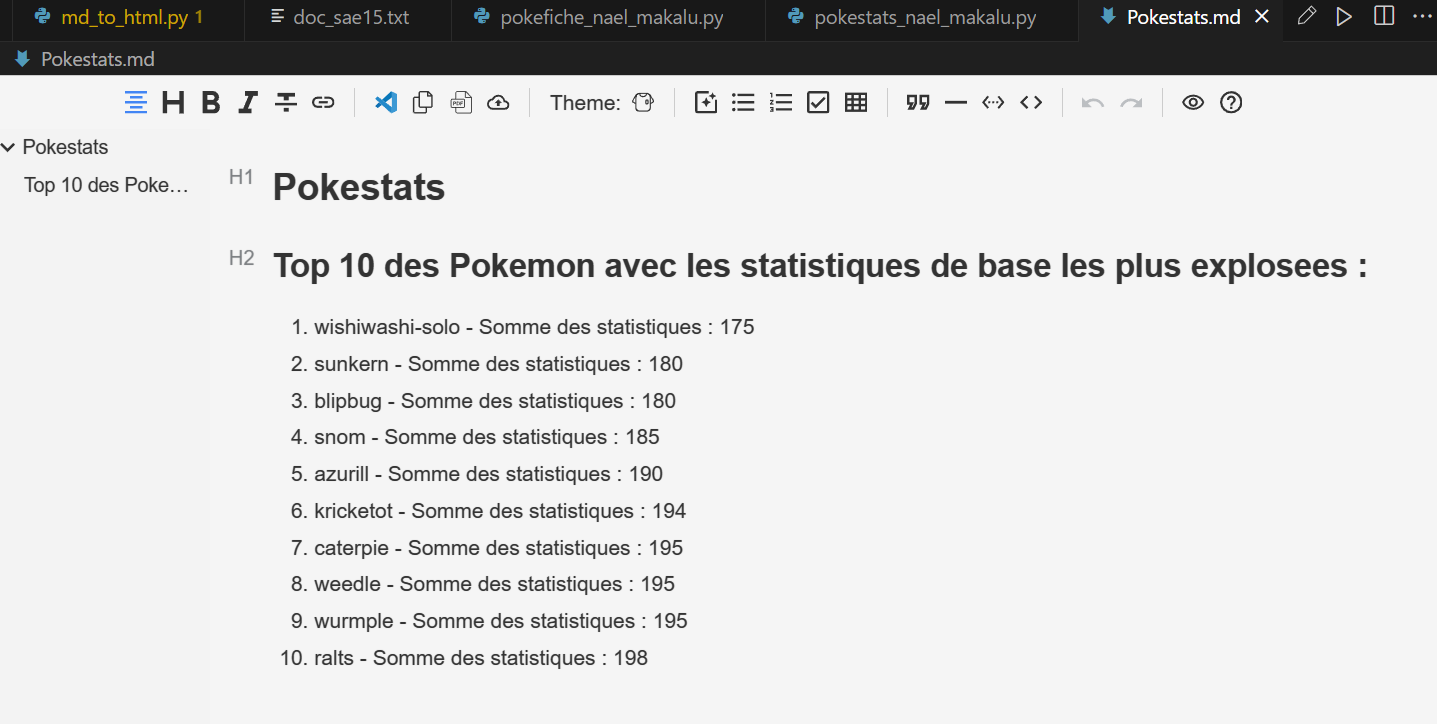 md_to_html.py 1 doc_sae15.txt pokefiche_nael_makalu.py pokestats_nael_makalu.py Pokestats.md
Pokestats.md
H B I PDF Theme:
Pokestats
Top 10 des Poke…
H1 Pokestats
H2 Top 10 des Pokemon avec les statistiques de base les plus explosees :
1. wishiwashi-solo - Somme des statistiques : 175
2. sunkern - Somme des statistiques : 180
3. blipbug - Somme des statistiques : 180
4. snom - Somme des statistiques : 185
5. azurill - Somme des statistiques : 190
6. kricketot - Somme des statistiques : 194
7. caterpie - Somme des statistiques : 195
8. weedle - Somme des statistiques : 195
9. wurmple - Somme des statistiques : 195
10. ralts - Somme des statistiques : 198